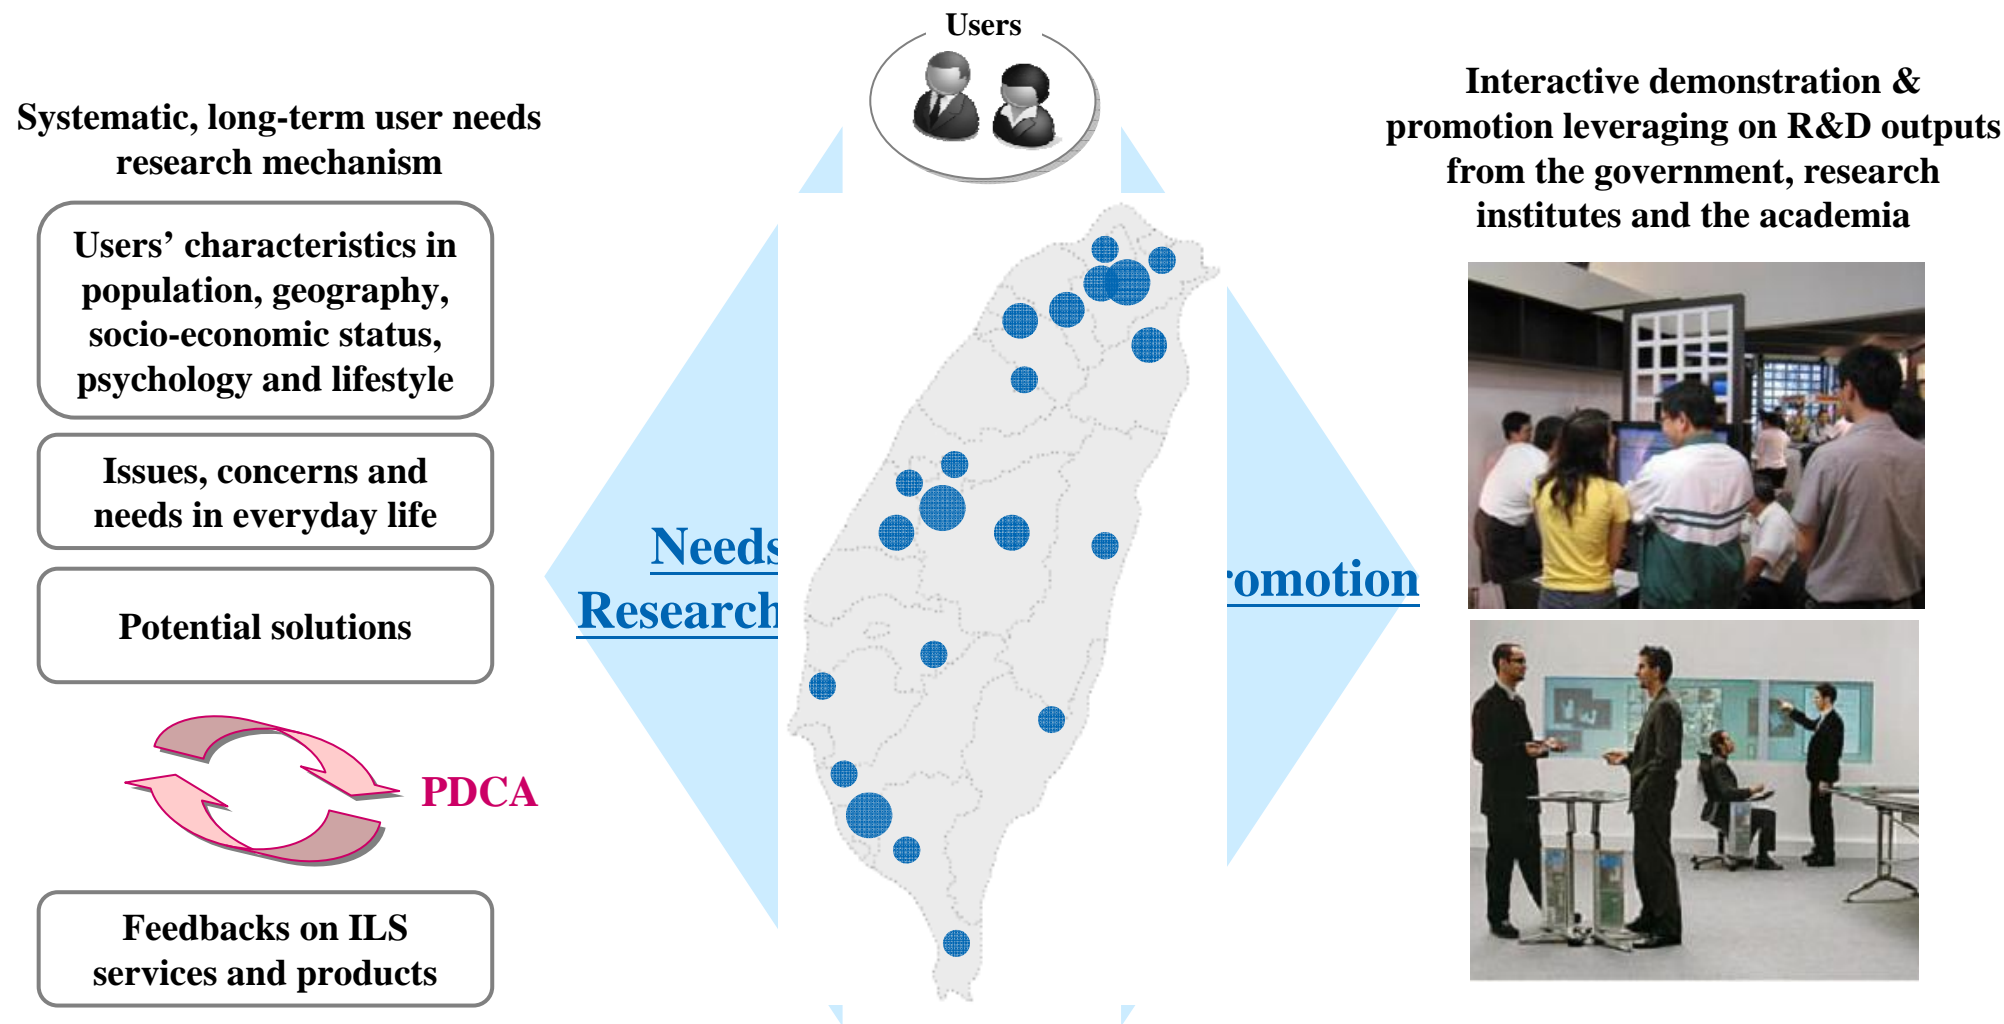 Users
Systematic, long-term user needs
research mechanism
Users’ characteristics in
population, geography,
socio-economic status,
psychology and lifestyle
Issues, concerns and
needs in everyday life
Potential solutions
PDCA
Feedbacks on ILS
services and products
Needs
Research
romotion
Interactive demonstration &
promotion leveraging on R&D outputs
from the government, research
institutes and the academia